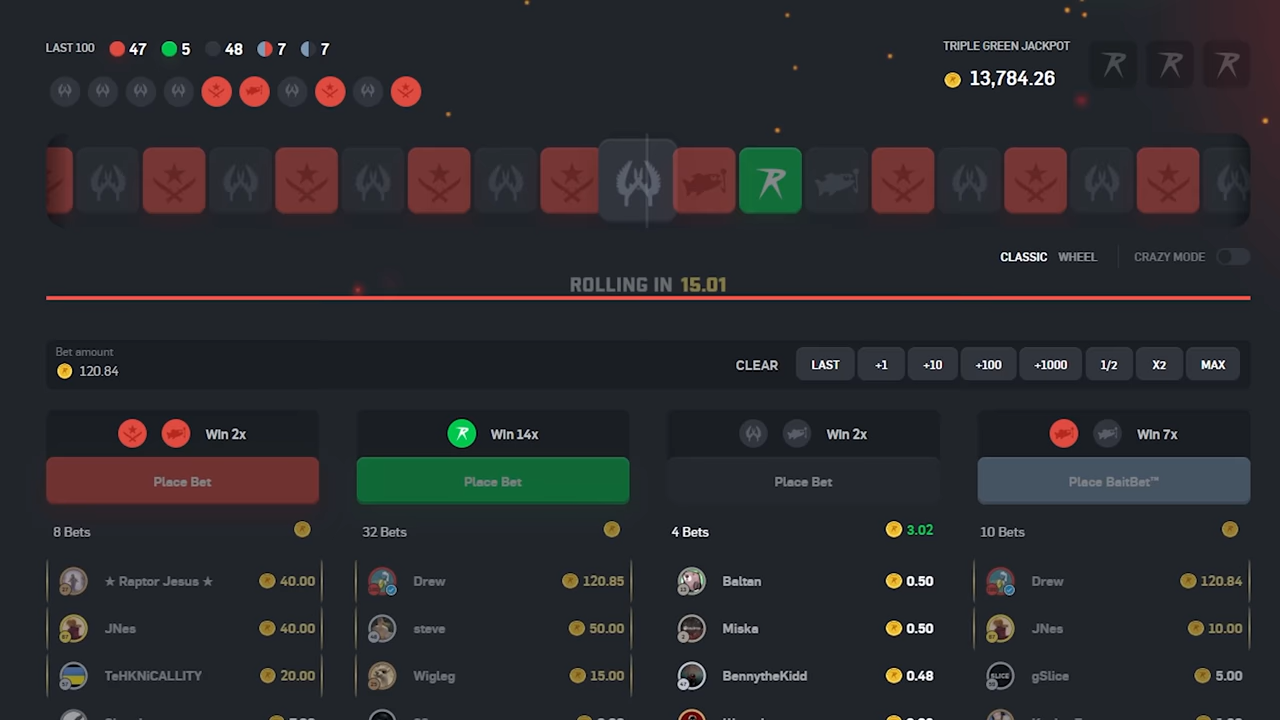 LAST 100 47 5 48 7 7
TRIPLE GREEN JACKPOT
13,784.26
CLASSIC WHEEL CRAZY MODE
ROLLING IN 15.01
Bet amount
120.84
CLEAR LAST +1 +10 +100 +1000 1/2 X2 MAX
Win 2x Win 14x Win 2x Win 7x
Place Bet Place Bet Place Bet Place BaitBet™
8 Bets 32 Bets 4 Bets 3.02 10 Bets
★ Raptor Jesus ★ 40.00 Drew 120.85 Baltan 0.50 Drew 120.84
JNes 40.00 steve 50.00 Miska 0.50 JNes 10.00
TeHKNiCALLITY 20.00 Wigleg 15.00 BennytheKidd 0.48 gSlice 5.00